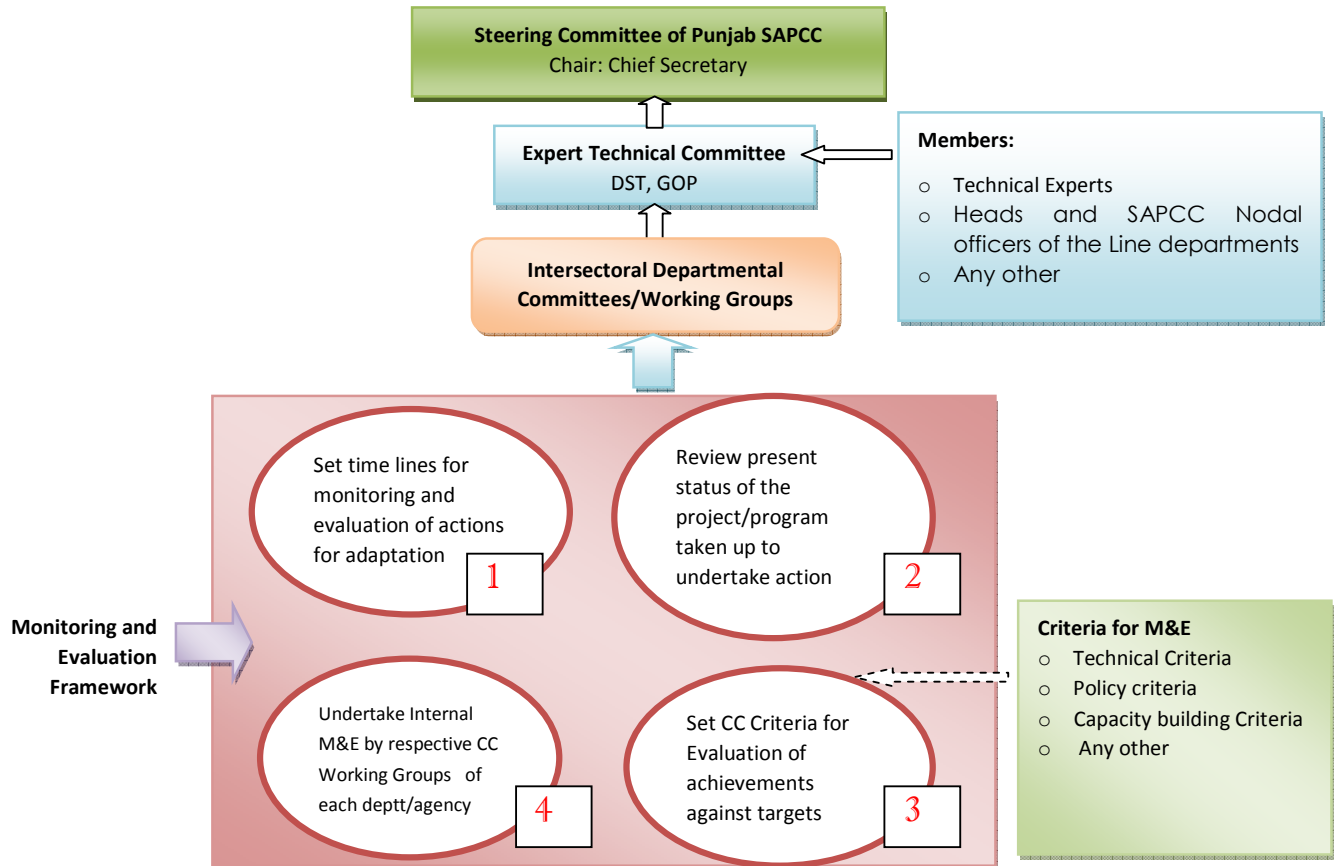 Steering Committee of Punjab SAPCC
Chair: Chief Secretary
Expert Technical Committee
DST, GOP
Members:
o Technical Experts
o Heads and SAPCC Nodal
officers of the Line departments
o Any other
Intersectoral Departmental
Committees/Working Groups
Set time lines for
monitoring and
evaluation of actions
for adaptation
1
Review present
status of the
project/program
taken up to
undertake action
2
Monitoring and
Evaluation
Framework
Undertake Internal
M&E by respective CC
Working Groups of
each deptt/agency
4
Set CC Criteria for
Evaluation of
achievements
against targets
3
Criteria for M&E
o Technical Criteria
o Policy criteria
o Capacity building Criteria
o Any other